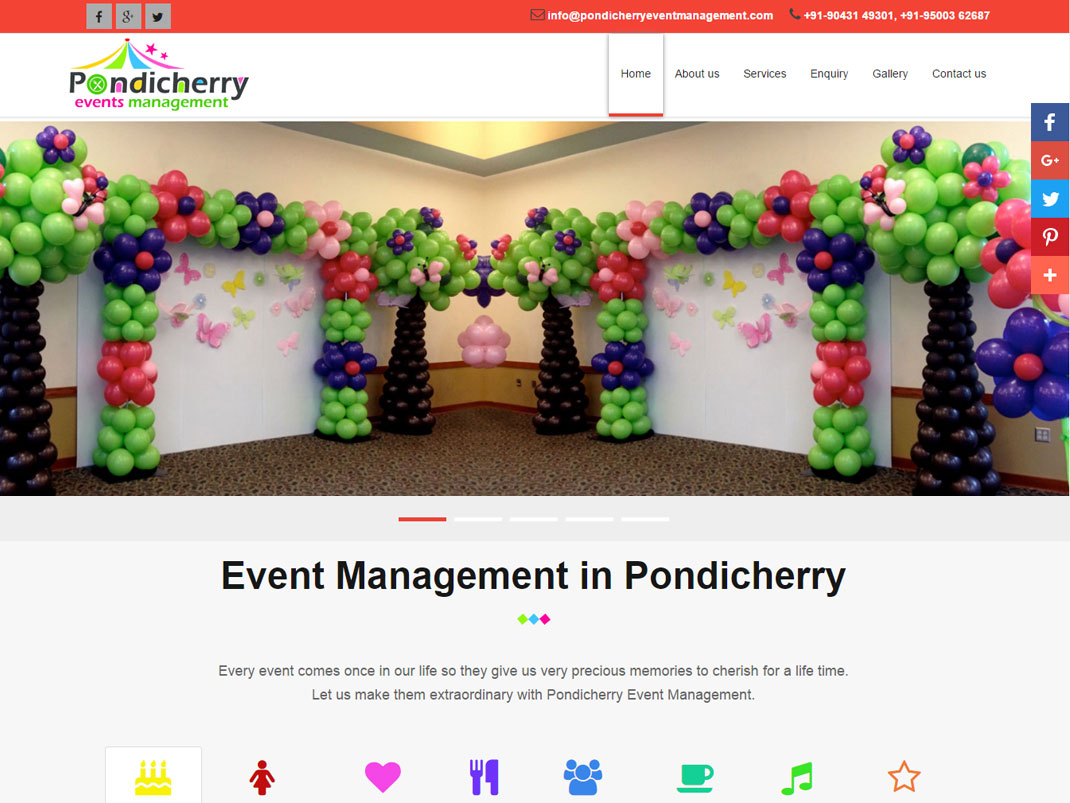 info@pondicherryeventmanagement.com +91-90431 49301, +91-95003 62687
Pondicherry
events management
Home About us Services Enquiry Gallery Contact us
Event Management in Pondicherry
Every event comes once in our life so they give us very precious memories to cherish for a life time.
Let us make them extraordinary with Pondicherry Event Management.